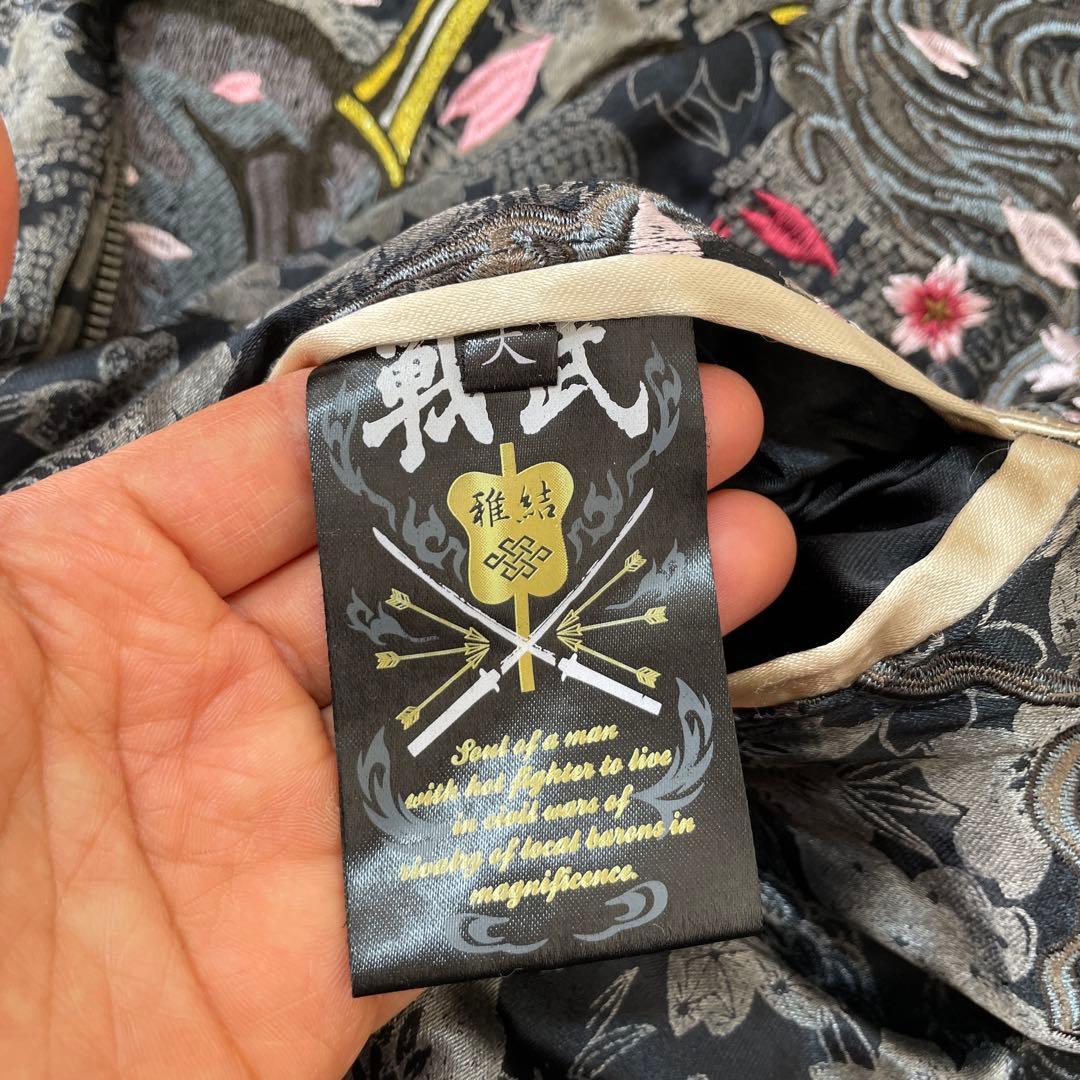 大
戦武
雅結
Soul of a man
with hot fighter to live
in civil wars of
rivalry of local barons in
magnificence.